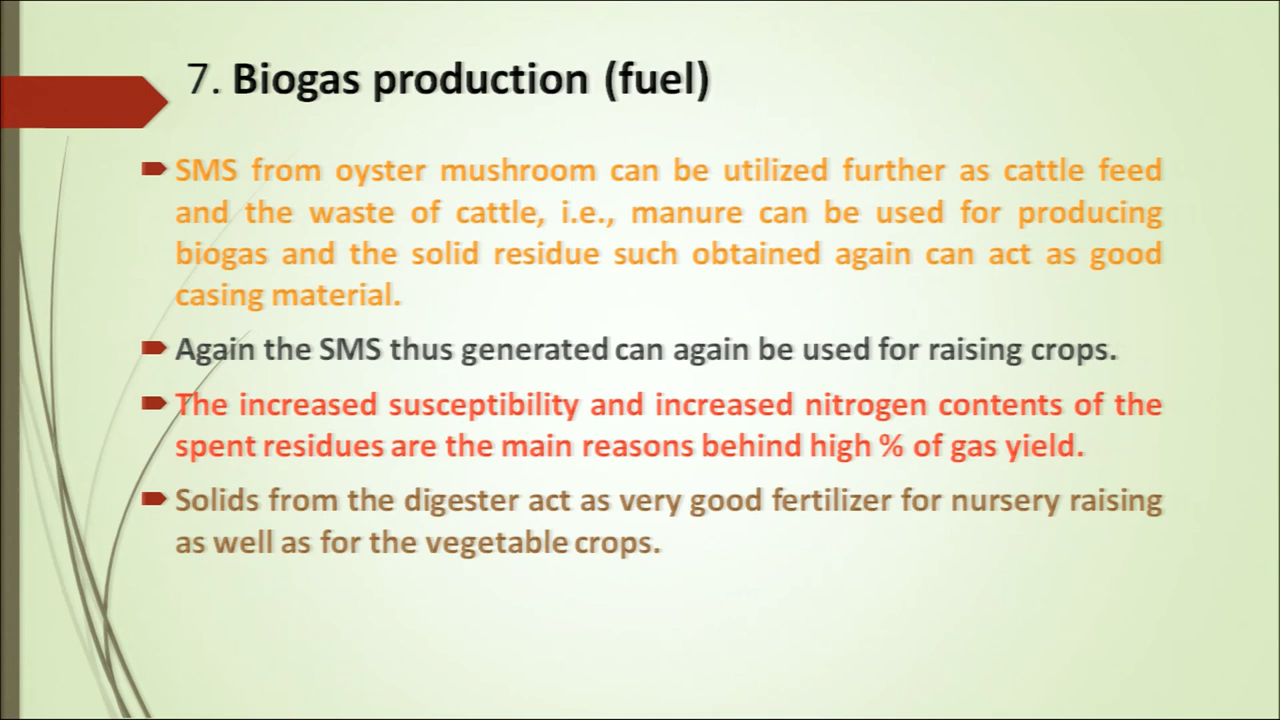 7. Biogas production (fuel)
SMS from oyster mushroom can be utilized further as cattle feed
and the waste of cattle, i.e., manure can be used for producing
biogas and the solid residue such obtained again can act as good
casing material.
Again the SMS thus generated can again be used for raising crops.
The increased susceptibility and increased nitrogen contents of the
spent residues are the main reasons behind high % of gas yield.
Solids from the digester act as very good fertilizer for nursery raising
as well as for the vegetable crops.